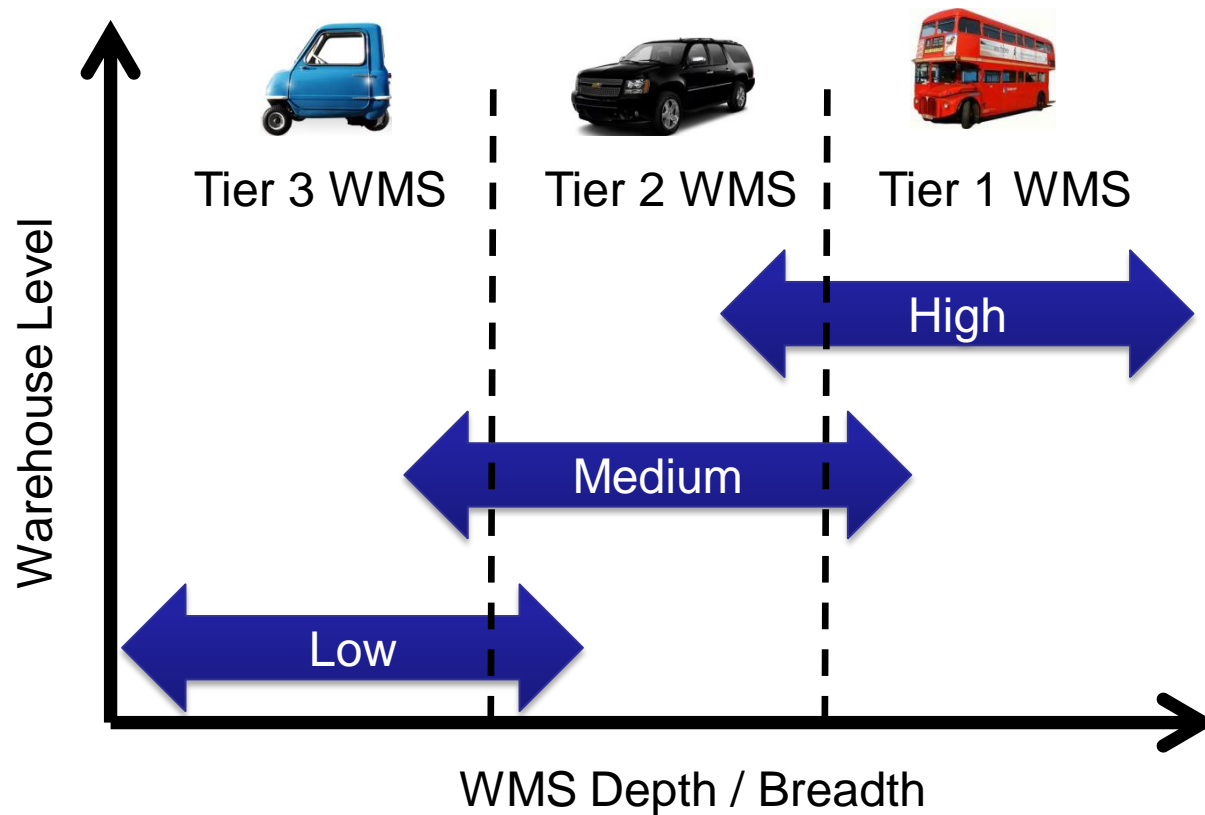 Tier 3 WMS
Tier 2 WMS
Tier 1 WMS
High
Medium
Low
Warehouse Level
WMS Depth / Breadth